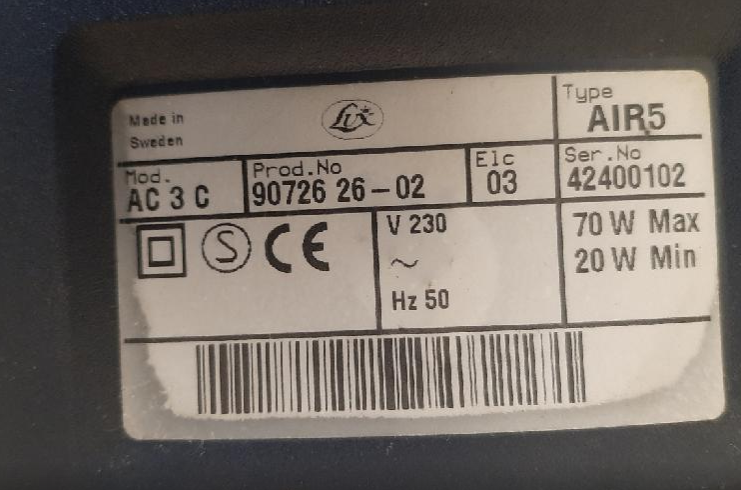 Made in
Sweden
Lux
Type
AIR5
Mod.
AC 3 C
Prod.No
90726 26-02
Elc
03
Ser.No
42400102
S CE
V 230
~
Hz 50
70 W Max
20 W Min